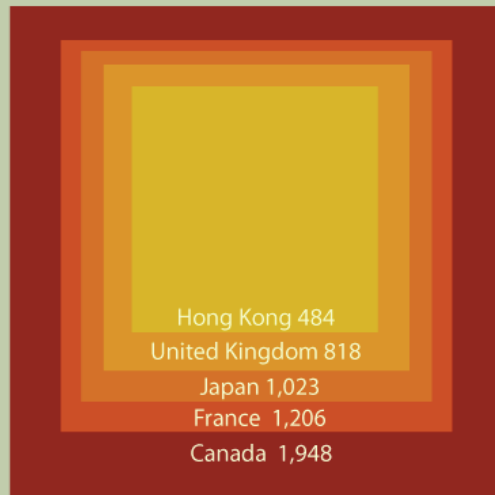 Hong Kong 484
United Kingdom 818
Japan 1,023
France 1,206
Canada 1,948